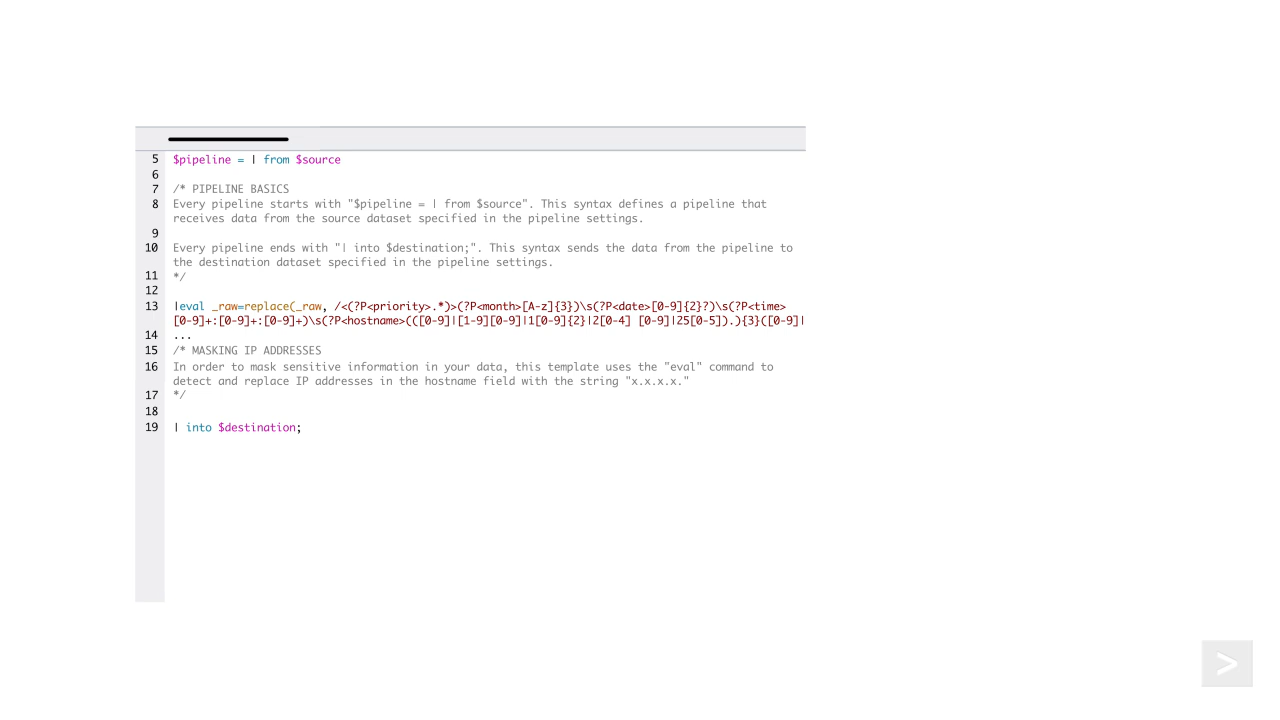 5 $pipeline = | from $source
6
7 /* PIPELINE BASICS
8 Every pipeline starts with "$pipeline = | from $source". This syntax defines a pipeline that
receives data from the source dataset specified in the pipeline settings.
9
10 Every pipeline ends with "| into $destination;". This syntax sends the data from the pipeline to
the destination dataset specified in the pipeline settings.
11 */
12
13 |eval _raw=replace(_raw, /<(?P<priority>.*)>(?P<month>[A-z]{3})\s(?P<date>[0-9]{2}?)\s(?P<time>
[0-9]+:[0-9]+:[0-9]+)\s(?P<hostname>(([0-9]|[1-9][0-9]|1[0-9]{2}|2[0-4] [0-9]|25[0-5]).){3}([0-9]|
14 ...
15 /* MASKING IP ADDRESSES
16 In order to mask sensitive information in your data, this template uses the "eval" command to
detect and replace IP addresses in the hostname field with the string "x.x.x.x."
17 */
18
19 | into $destination;
>